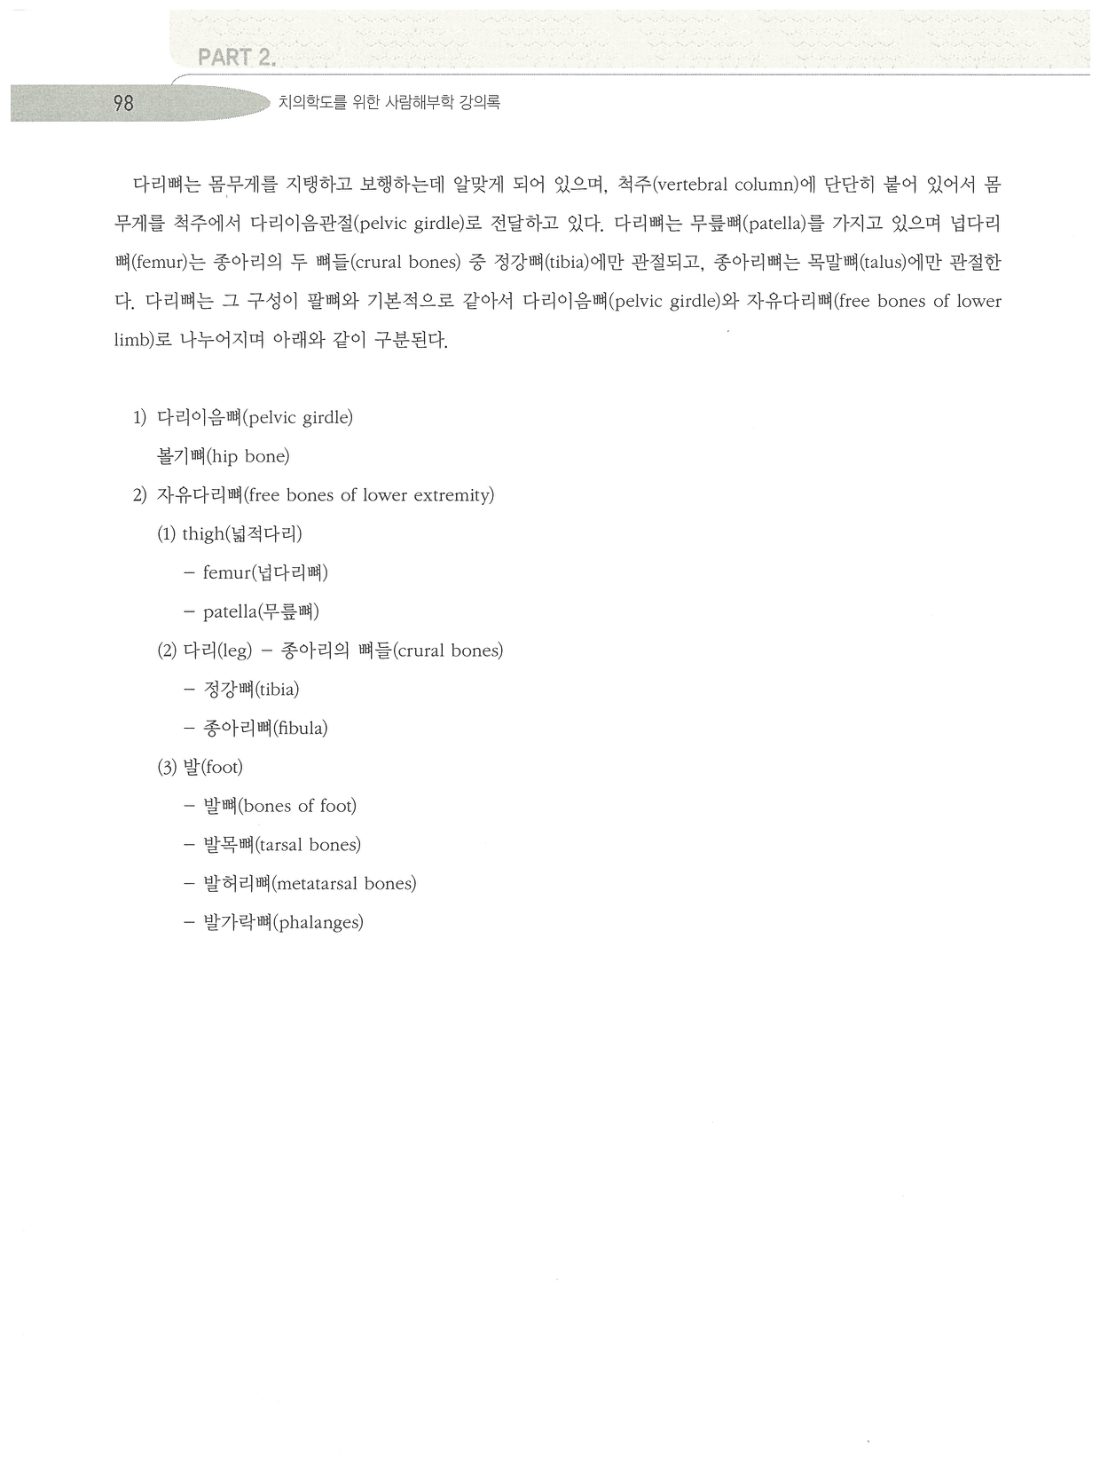 PART 2.
98
치의학도를 위한 사람해부학 강의록
다리뼈는 몸무게를 지탱하고 보행하는데 알맞게 되어 있으며, 척주(vertebral column)에 단단히 붙어 있어서 몸
무게를 척주에서 다리이음관절(pelvic girdle)로 전달하고 있다. 다리뼈는 무릎뼈(patella)를 가지고 있으며 넙다리
뼈(femur)는 종아리의 두 뼈들(crural bones) 중 정강뼈(tibia)에만 관절되고, 종아리뼈는 목말뼈(talus)에만 관절한
다. 다리뼈는 그 구성이 팔뼈와 기본적으로 같아서 다리이음뼈(pelvic girdle)와 자유다리뼈(free bones of lower
limb)로 나누어지며 아래와 같이 구분된다.
1) 다리이음뼈(pelvic girdle)
볼기뼈(hip bone)
2) 자유다리뼈(free bones of lower extremity)
(1) thigh(넓적다리)
– femur(넙다리뼈)
– patella(무릎뼈)
(2) 다리(leg) – 종아리의 뼈들(crural bones)
– 정강뼈(tibia)
– 종아리뼈(fibula)
(3) 발(foot)
– 발뼈(bones of foot)
– 발목뼈(tarsal bones)
– 발허리뼈(metatarsal bones)
– 발가락뼈(phalanges)